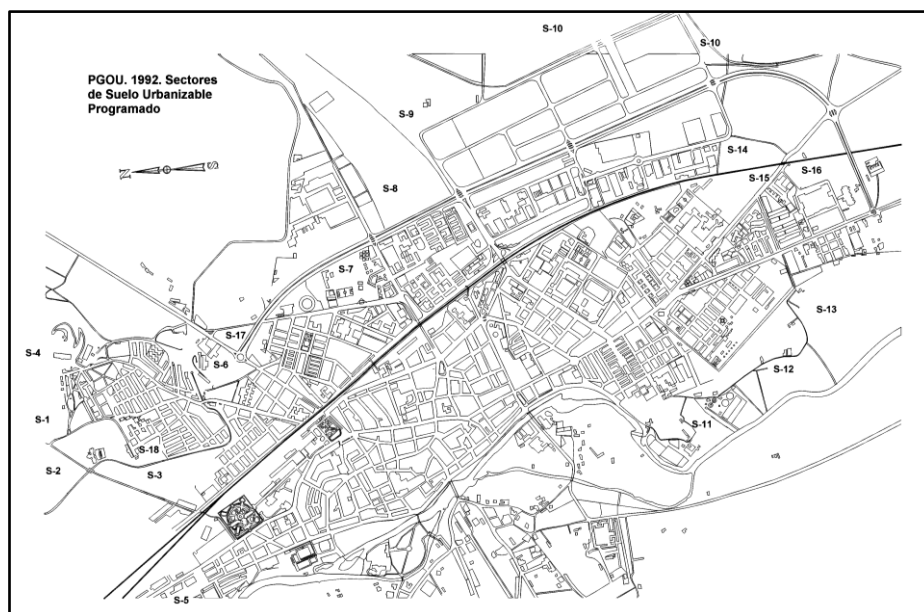 S-10
S-10
PGOU. 1992. Sectores
de Suelo Urbanizable
Programado
S-9
S-14
S-15
S-16
N
S
S-8
S-7
S-13
S-17
S-4
S-6
S-12
S-1
S-11
S-18
S-2
S-3
S-5